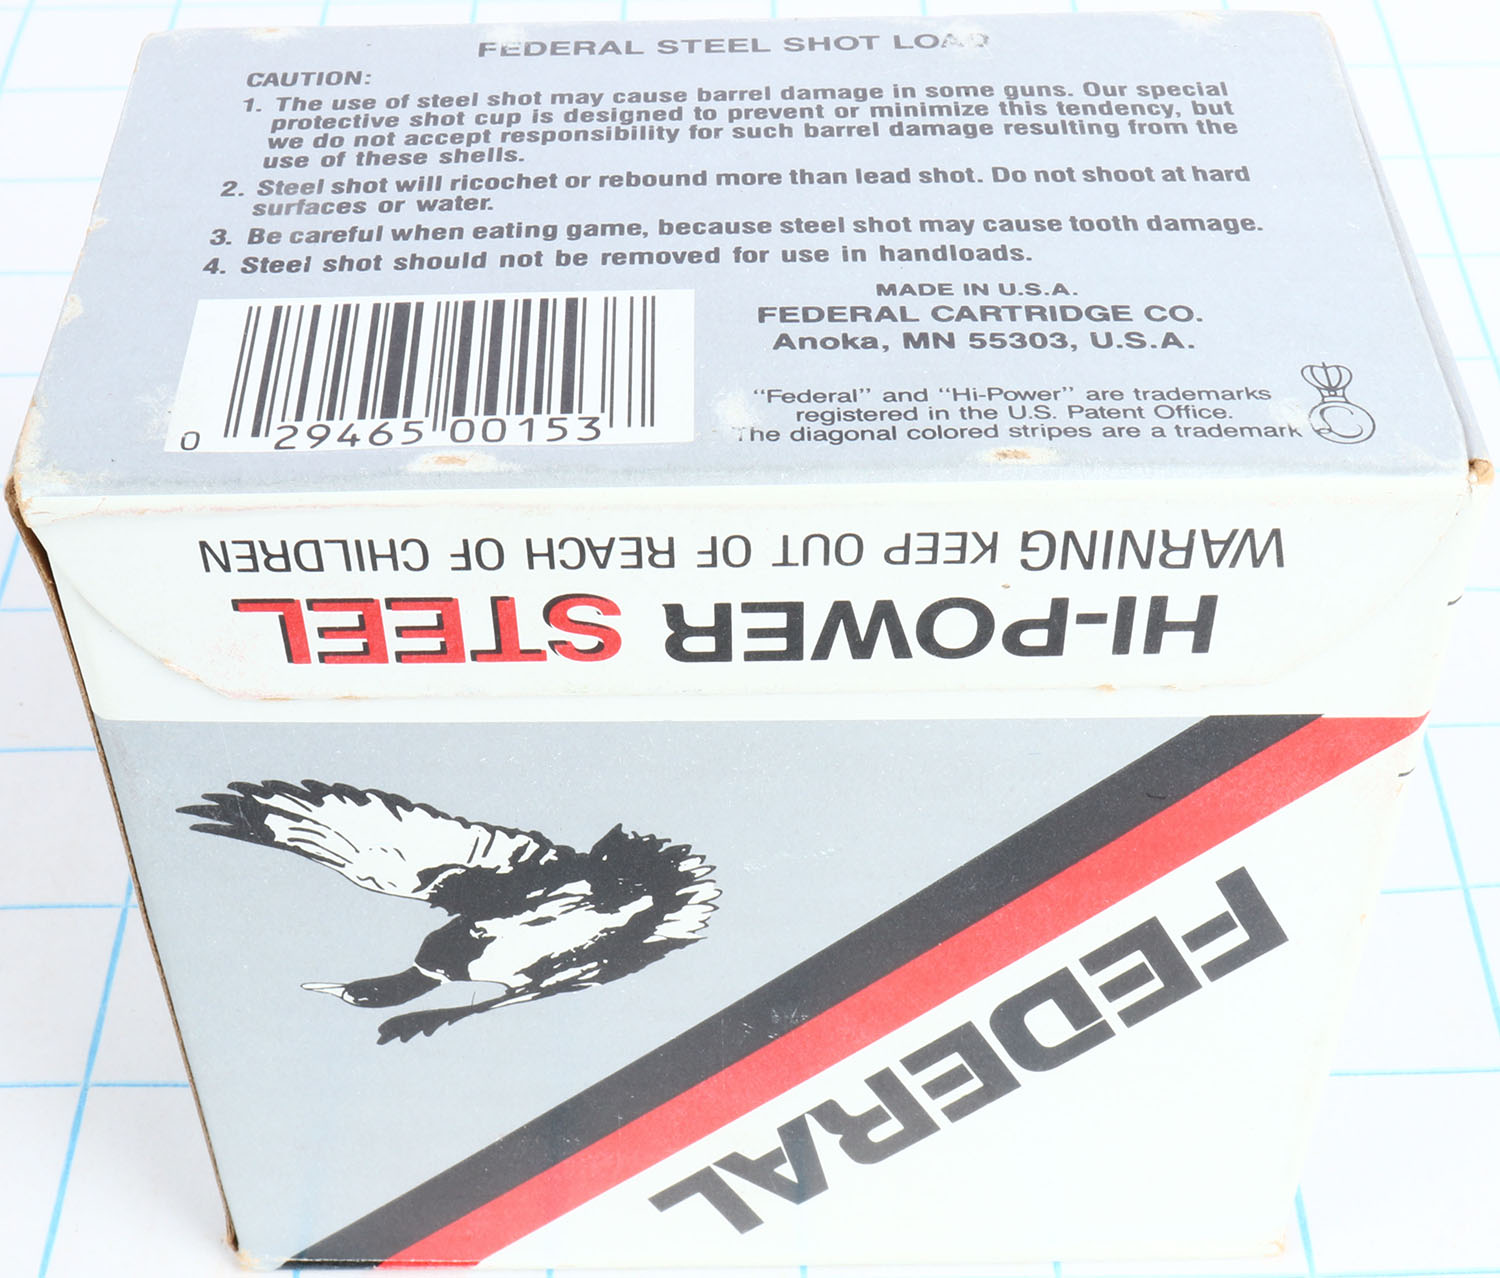 FEDERAL STEEL SHOT LOAD
CAUTION:
1. The use of steel shot may cause barrel damage in some guns. Our special
protective shot cup is designed to prevent or minimize this tendency, but
we do not accept responsibility for such barrel damage resulting from the
use of these shells.
2. Steel shot will ricochet or rebound more than lead shot. Do not shoot at hard
surfaces or water.
3. Be careful when eating game, because steel shot may cause tooth damage.
4. Steel shot should not be removed for use in handloads.
MADE IN U.S.A.
FEDERAL CARTRIDGE CO.
Anoka, MN 55303, U.S.A.
"Federal" and "Hi-Power" are trademarks
registered in the U.S. Patent Office.
The diagonal colored stripes are a trademark
0 29465 00153
WARNING KEEP OUT OF REACH OF CHILDREN
HI-POWER STEEL
FEDERAL